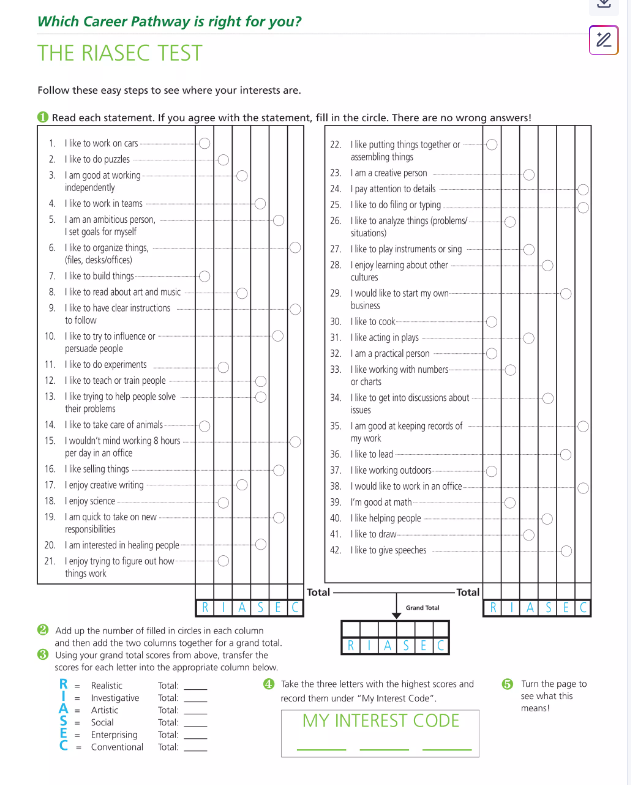 Which Career Pathway is right for you?
THE RIASEC TEST
Follow these easy steps to see where your interests are.
1 Read each statement. If you agree with the statement, fill in the circle. There are no wrong answers!
1. I like to work on cars
2. I like to do puzzles
3. I am good at working
independently
4. I like to work in teams
5. I am an ambitious person,
I set goals for myself
6. I like to organize things,
(files, desks/offices)
7. I like to build things
8. I like to read about art and music
9. I like to have clear instructions
to follow
10. I like to try to influence or
persuade people
11. I like to do experiments
12. I like to teach or train people
13. I like trying to help people solve
their problems
14. I like to take care of animals
15. I wouldn't mind working 8 hours
per day in an office
16. I like selling things
17. I enjoy creative writing
18. I enjoy science
19. I am quick to take on new
responsibilities
20. I am interested in healing people
21. I enjoy trying to figure out how
things work
22. I like putting things together or
assembling things
23. I am a creative person
24. I pay attention to details
25. I like to do filing or typing
26. I like to analyze things (problems/
situations)
27. I like to play instruments or sing
28. I enjoy learning about other
cultures
29. I would like to start my own
business
30. I like to cook
31. I like acting in plays
32. I am a practical person
33. I like working with numbers
or charts
34. I like to get into discussions about
issues
35. I am good at keeping records of
my work
36. I like to lead
37. I like working outdoors
38. I would like to work in an office
39. I'm good at math
40. I like helping people
41. I like to draw
42. I like to give speeches
Total Total
R I A S E C Grand Total R I A S E C
R I A S E C
2 Add up the number of filled in circles in each column
and then add the two columns together for a grand total.
3 Using your grand total scores from above, transfer the
scores for each letter into the appropriate column below.
R = Realistic Total: ____
I = Investigative Total: ____
A = Artistic Total: ____
S = Social Total: ____
E = Enterprising Total: ____
C = Conventional Total: ____
4 Take the three letters with the highest scores and
record them under "My Interest Code".
MY INTEREST CODE
5 Turn the page to
see what this
means!